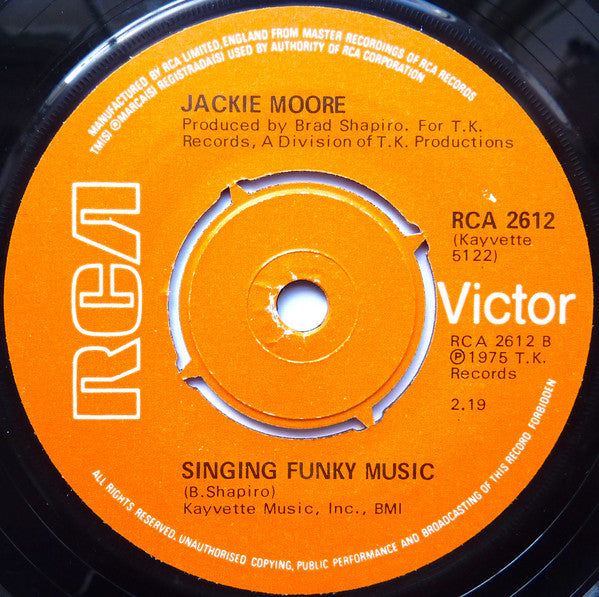 MANUFACTURED BY RCA LIMITED, ENGLAND FROM MASTER RECORDINGS OF RCA RECORDS
TM(S) ® MARCA(S) REGISTRADA(S) USED BY AUTHORITY OF RCA CORPORATION
JACKIE MOORE
Produced by Brad Shapiro. For T.K.
Records, A Division of T.K. Productions
RCA
RCA 2612
(Kayvette
5122)
Victor
RCA 2612 B
℗ 1975 T.K.
Records
2.19
SINGING FUNKY MUSIC
(B.Shapiro)
Kayvette Music, Inc., BMI
ALL RIGHTS RESERVED. UNAUTHORISED COPYING, PUBLIC PERFORMANCE AND BROADCASTING OF THIS RECORD FORBIDDEN